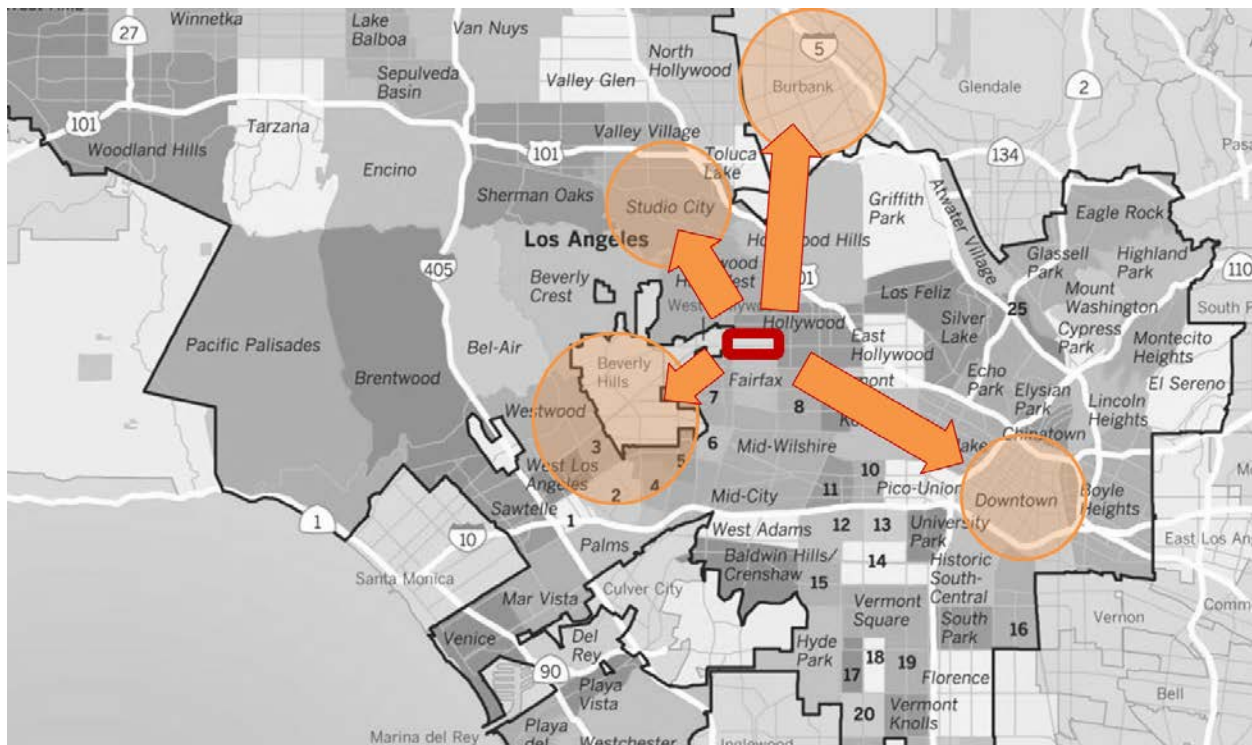 Winnetka
Lake
Balboa
Van Nuys
27
North
Hollywood
5
Sepulveda
Basin
Valley Glen
Burbank
Glendale
2
101
Tarzana
Valley Village
Woodland Hills
101
Toluca
Lake
134
Encino
Sherman Oaks
Studio City
Griffith
Park
Atwater Village
Eagle Rock
Los Angeles
Glassell
Park
Highland
Park
Beverly
Crest
405
110
Mount
Washington
Los Feliz
25
Hollywood
Silver
Lake
Cypress
Park
Montecito
Heights
Pacific Palisades
Bel-Air
East
Hollywood
Beverly
Hills
Brentwood
Fairfax
Echo
Park
Elysian
Park
El Sereno
7
8
Lincoln
Heights
Westwood
Chinatown
3
6
Mid-Wilshire
5
West Los
Angeles
2
4
10
Pico-Union
Downtown
Boyle
Heights
Mid-City
11
Sawtelle
1
1
West Adams
12
13
University
Park
10
Palms
East Los
Baldwin Hills/
Crenshaw
14
Historic
South-
Central
Santa Monica
Culver City
15
Mar Vista
Vermont
Square
South
Park
16
Vernon
Venice
Del
Rey
Hyde
Park
18
19
90
17
Florence
Playa
Vista
Bell
20
Vermont
Knolls
Marina del Rey
Playa
Westchester